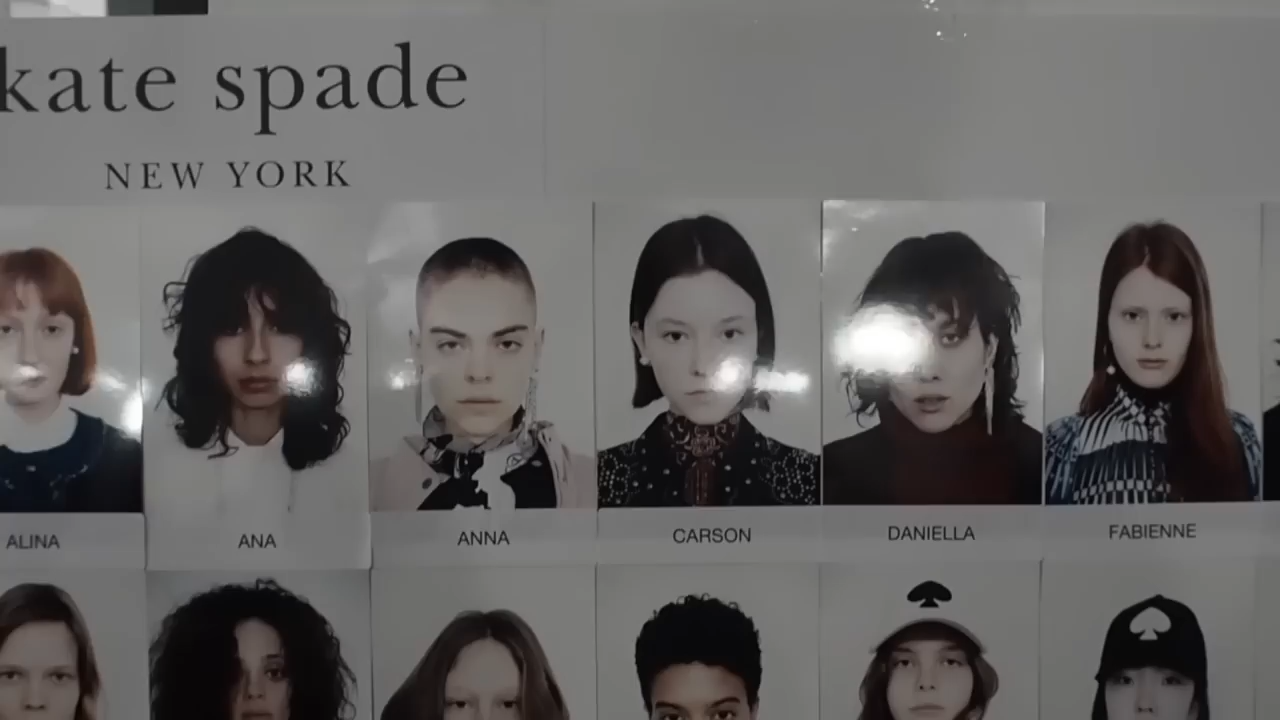 kate spade
NEW YORK
ALINA
ANA
ANNA
CARSON
DANIELLA
FABIENNE